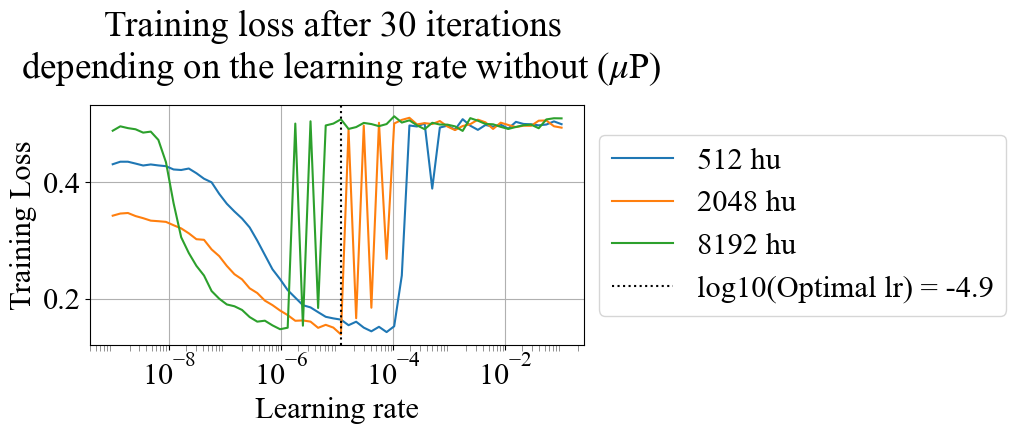 Training loss after 30 iterations
depending on the learning rate without (μP)
Training Loss
0.4
0.2
10⁻⁸
10⁻⁶
10⁻⁴
10⁻²
Learning rate
512 hu
2048 hu
8192 hu
log10(Optimal lr) = -4.9